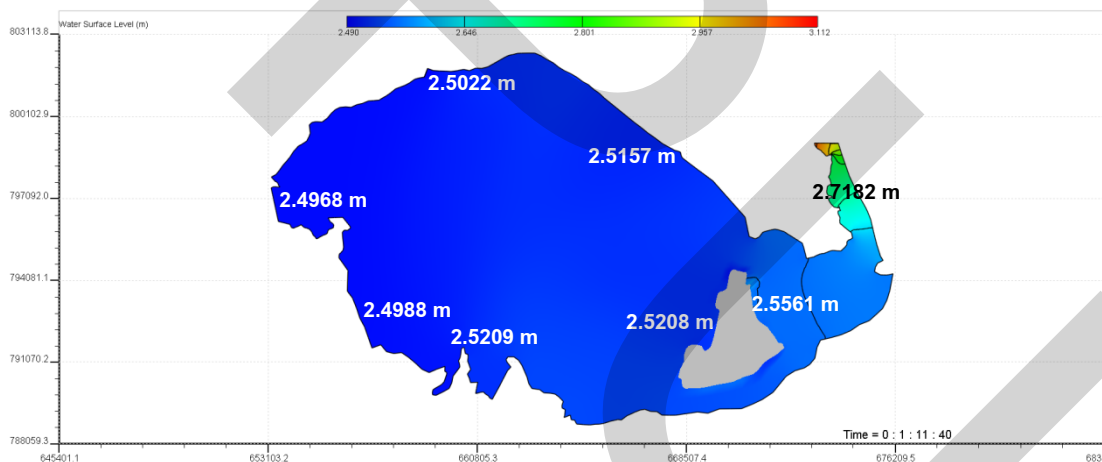 Water Surface Level (m)
2.490 2.646 2.801 2.957 3.112
803113.8
800102.9
797092.0
794081.1
791070.2
788059.3
2.5022 m
2.5157 m
2.7182 m
2.4968 m
2.5561 m
2.4988 m
2.5208 m
2.5209 m
Time = 0 : 1 : 11 : 40
645401.1 653103.2 660805.3 668507.4 676209.5 683